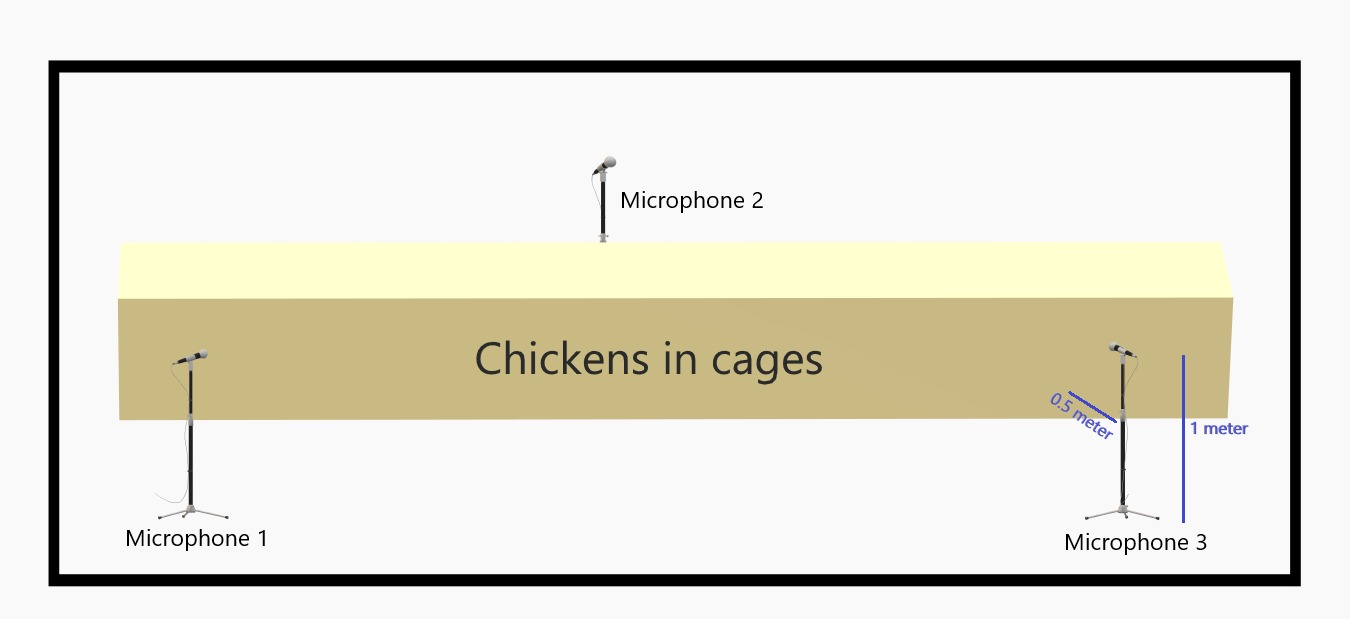 Microphone 2
Chickens in cages
0.5 meter
1 meter
Microphone 1
Microphone 3